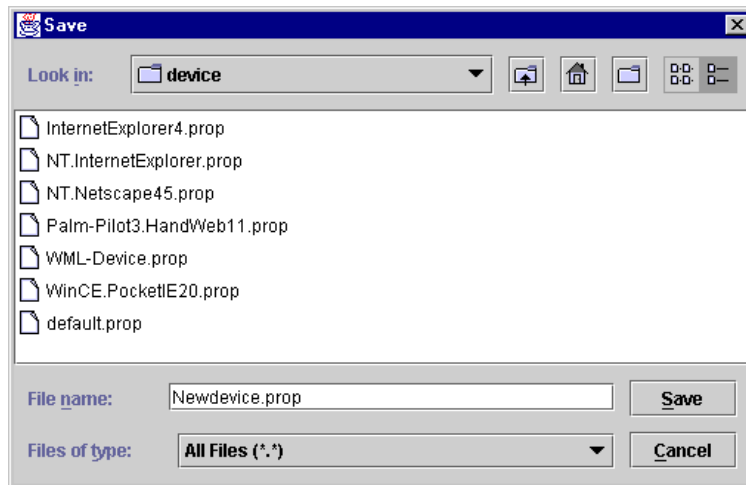 Save
Look in: device
InternetExplorer4.prop
NT.InternetExplorer.prop
NT.Netscape45.prop
Palm-Pilot3.HandWeb11.prop
WML-Device.prop
WinCE.PocketIE20.prop
default.prop
File name: Newdevice.prop Save
Files of type: All Files (*.*) Cancel